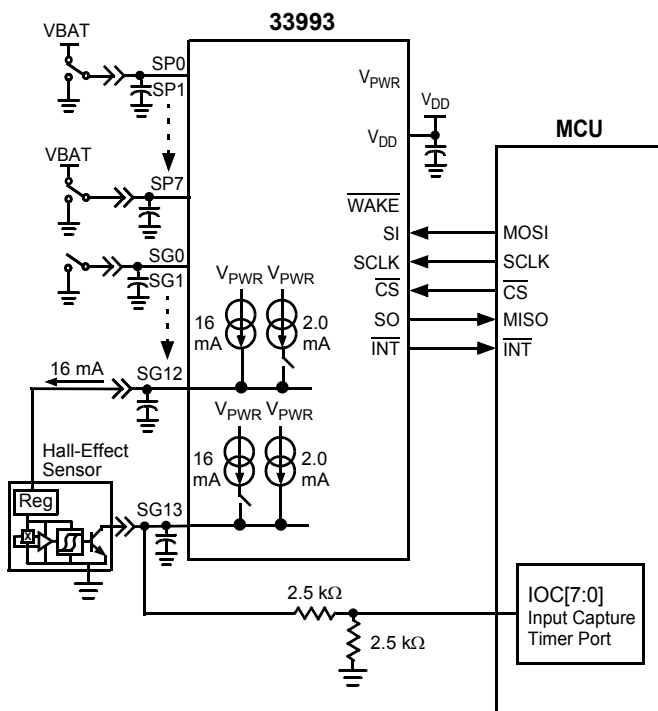 33993
VBAT
SP0
SP1
VPWR
VDD
VDD
MCU
VBAT
SP7
WAKE
SI
MOSI
SG0
SG1
SCLK
SCLK
CS
CS
VPWR VPWR
SO
MISO
16 mA
2.0 mA
INT
INT
16 mA
SG12
VPWR VPWR
16 mA
2.0 mA
Hall-Effect
Sensor
Reg
X
SG13
2.5 kΩ
2.5 kΩ
IOC[7:0]
Input Capture
Timer Port